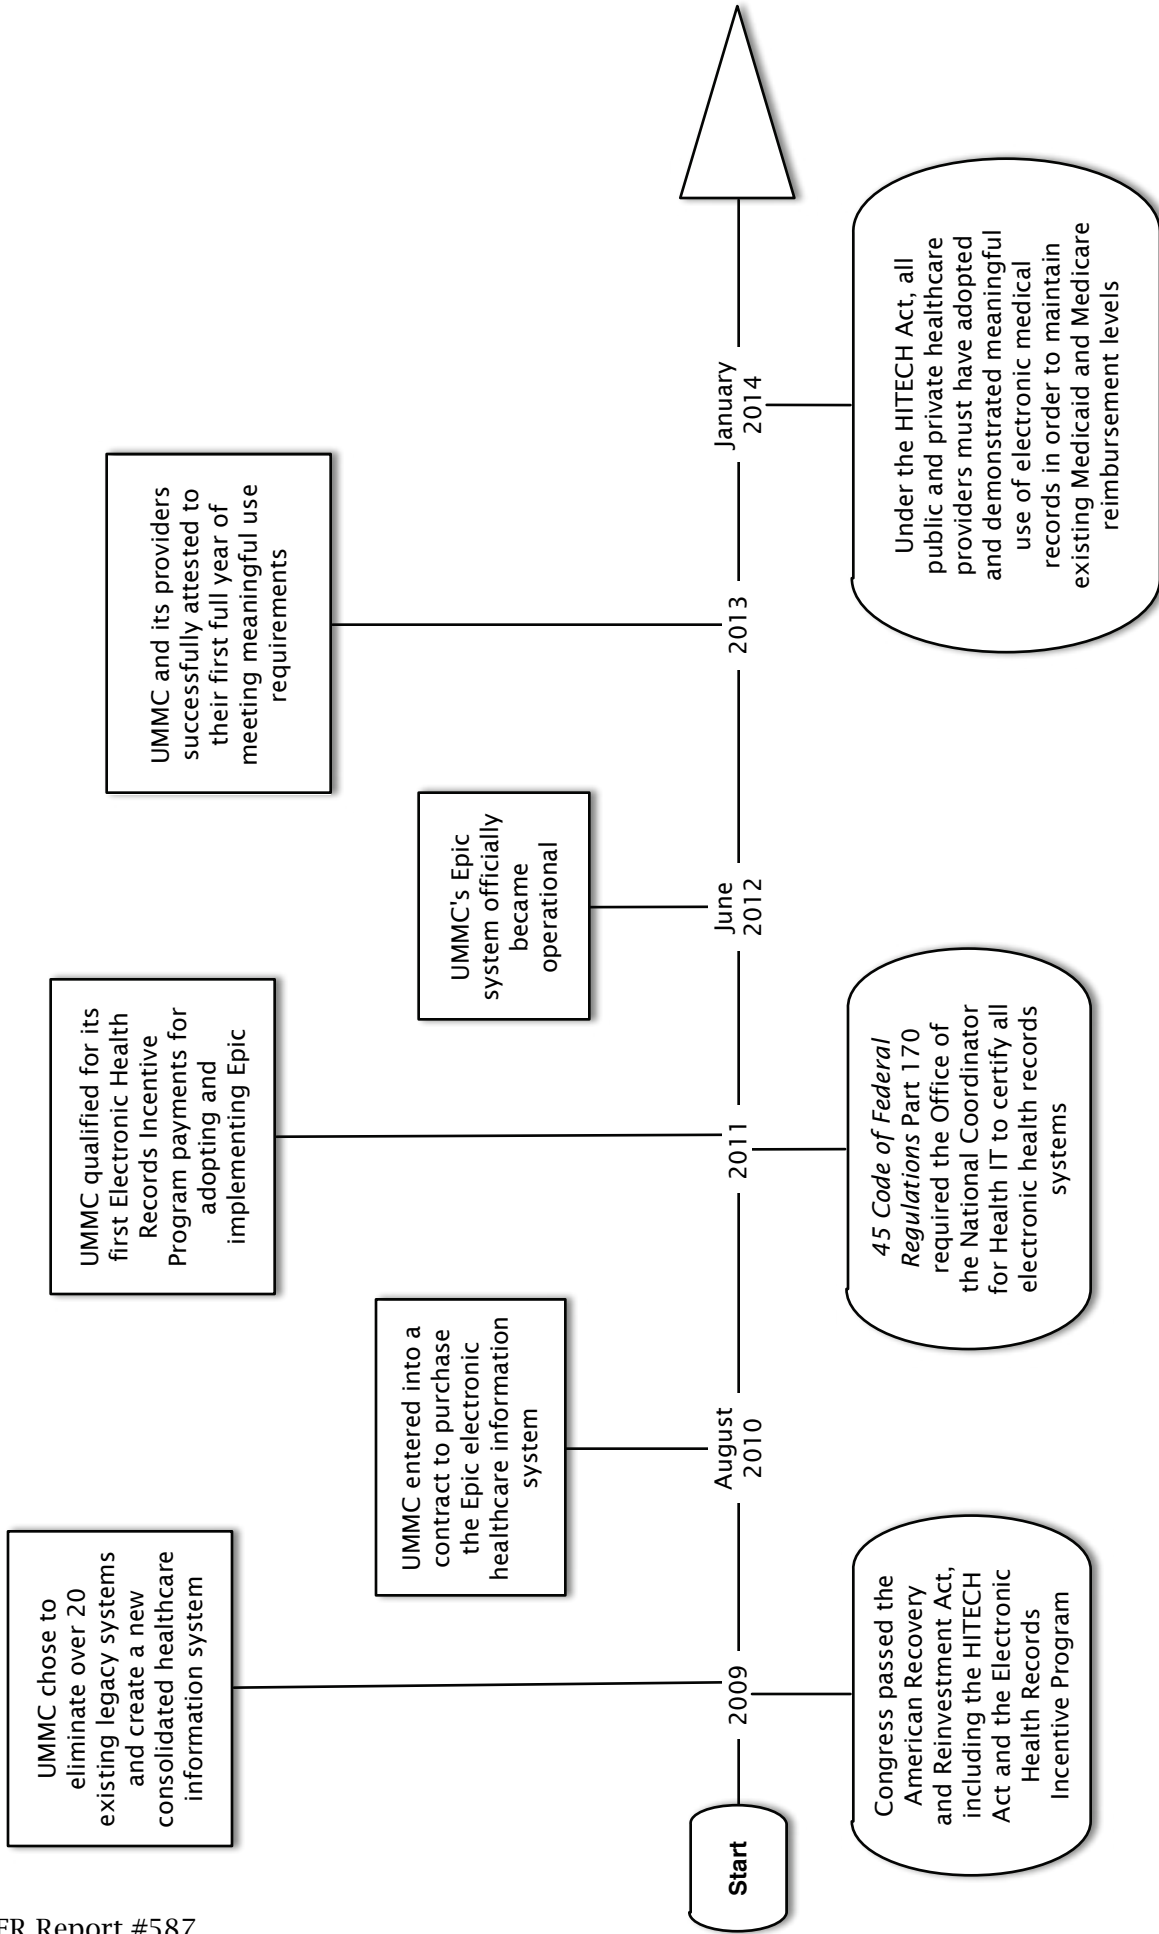 UMMC chose to
eliminate over 20
existing legacy systems
and create a new
consolidated healthcare
information system
UMMC entered into a
contract to purchase
the Epic electronic
healthcare information
system
UMMC qualified for its
first Electronic Health
Records Incentive
Program payments for
adopting and
implementing Epic
UMMC's Epic
system officially
became
operational
UMMC and its providers
successfully attested to
their first full year of
meeting meaningful use
requirements
Start
2009
August
2010
2011
June
2012
2013
January
2014
Congress passed the
American Recovery
and Reinvestment Act,
including the HITECH
Act and the Electronic
Health Records
Incentive Program
45 Code of Federal
Regulations Part 170
required the Office of
the National Coordinator
for Health IT to certify all
electronic health records
systems
Under the HITECH Act, all
public and private healthcare
providers must have adopted
and demonstrated meaningful
use of electronic medical
records in order to maintain
existing Medicaid and Medicare
reimbursement levels
ER Report #587